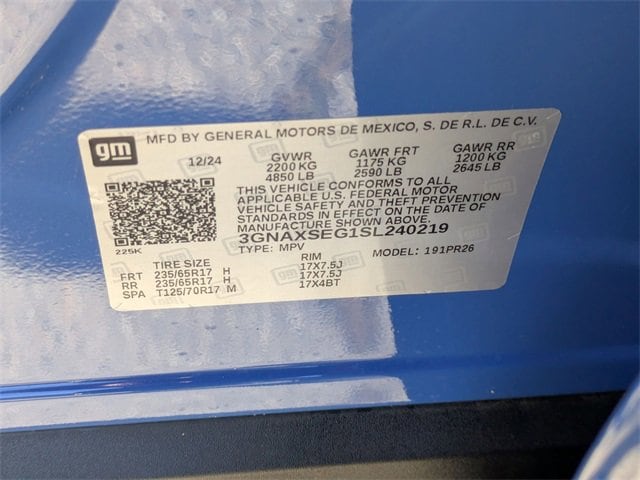 gm MFD BY GENERAL MOTORS DE MEXICO, S. DE R.L. DE C.V.
12/24 GVWR GAWR FRT GAWR RR
2200 KG 1175 KG 1200 KG
4850 LB 2590 LB 2645 LB
THIS VEHICLE CONFORMS TO ALL
APPLICABLE U.S. FEDERAL MOTOR
VEHICLE SAFETY AND THEFT PREVENTION
STANDARDS IN EFFECT ON THE DATE OF
MANUFACTURE SHOWN ABOVE.
3GNAXSEG1SL240219
225K TYPE: MPV MODEL: 191PR26
TIRE SIZE RIM
FRT 235/65R17 H 17X7.5J
RR 235/65R17 H 17X7.5J
SPA T125/70R17 M 17X4BT